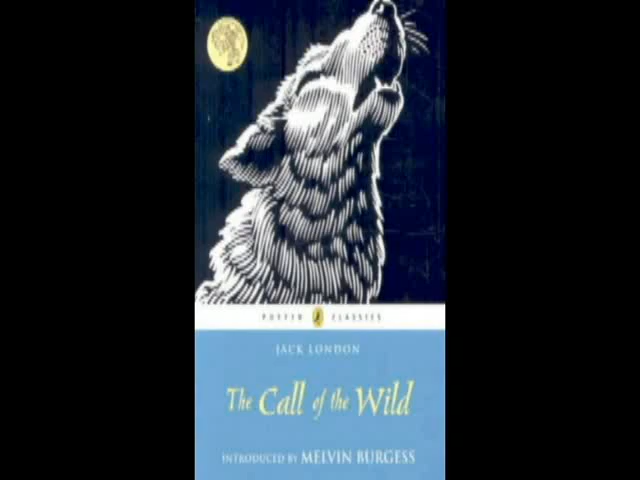 PUFFIN CLASSICS
JACK LONDON
The Call of the Wild
INTRODUCED BY MELVIN BURGESS